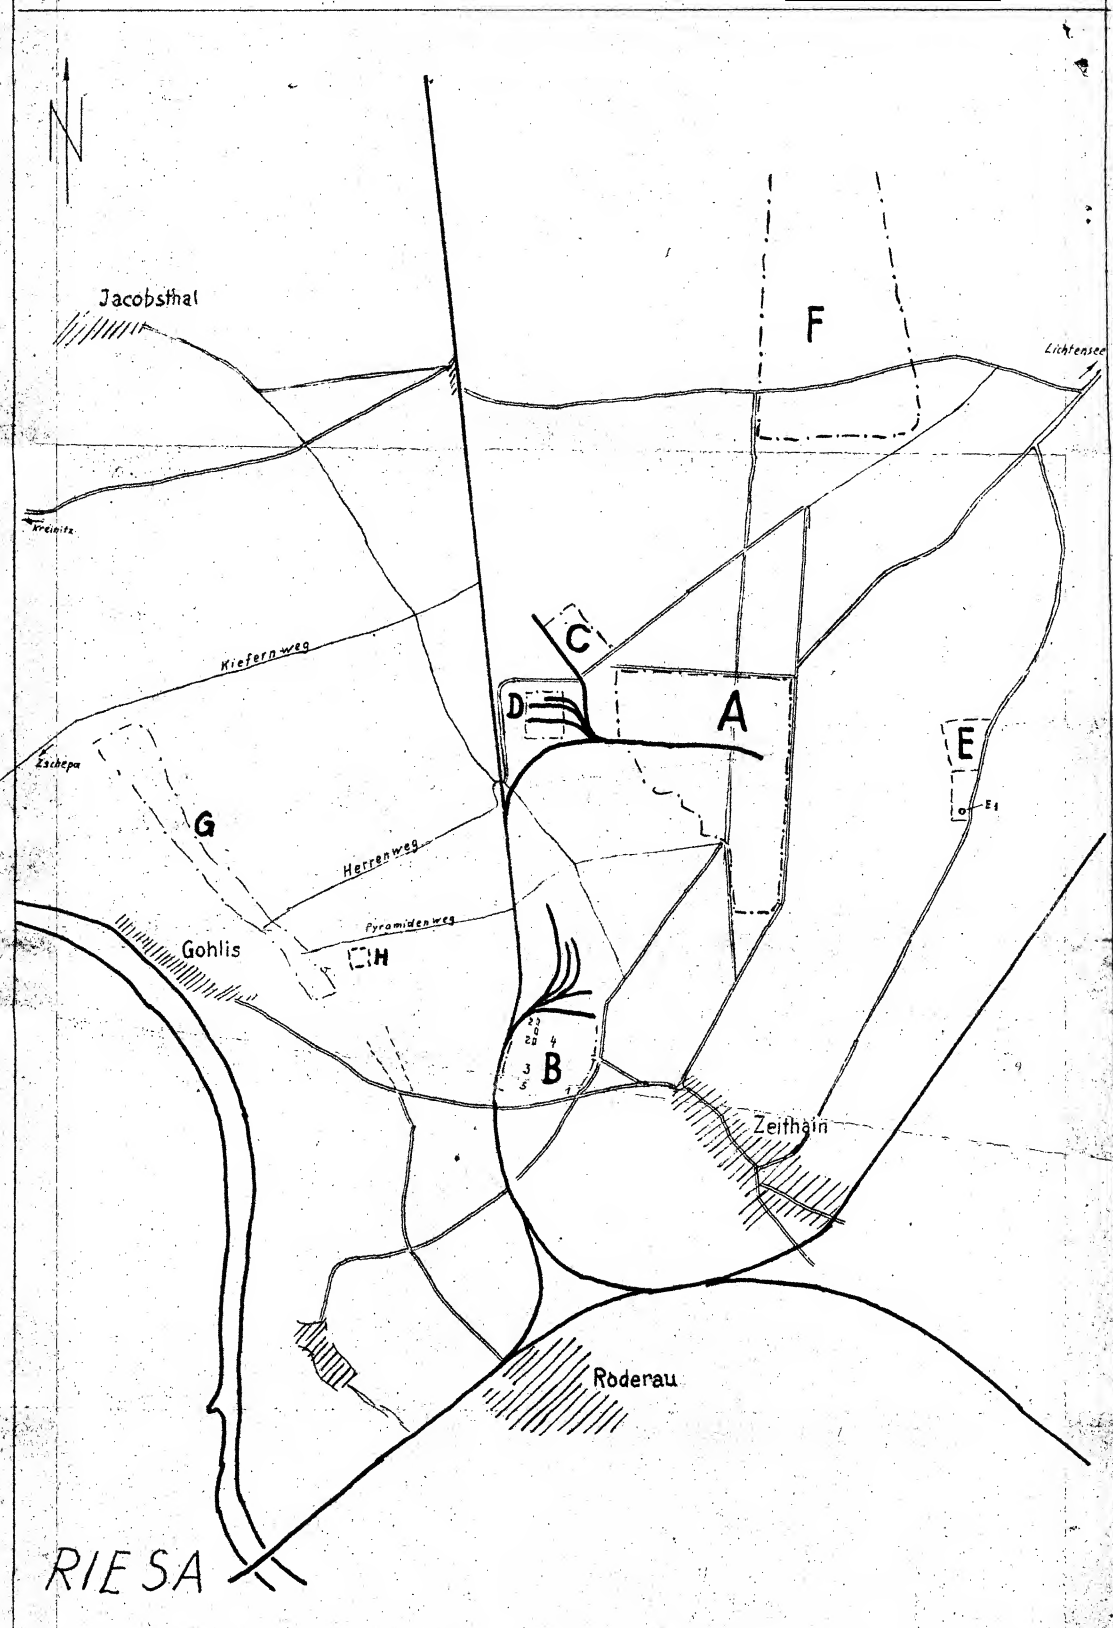 N
Jacobsthal
F
Lichtensee
Kreinitz
Kiefernweg
C
D
A
E
Zschepa
E1
G
Herrenweg
Pyramidenweg
Gohlis
H
4
3
B
5
1
Zeithain
Röderau
RIESA